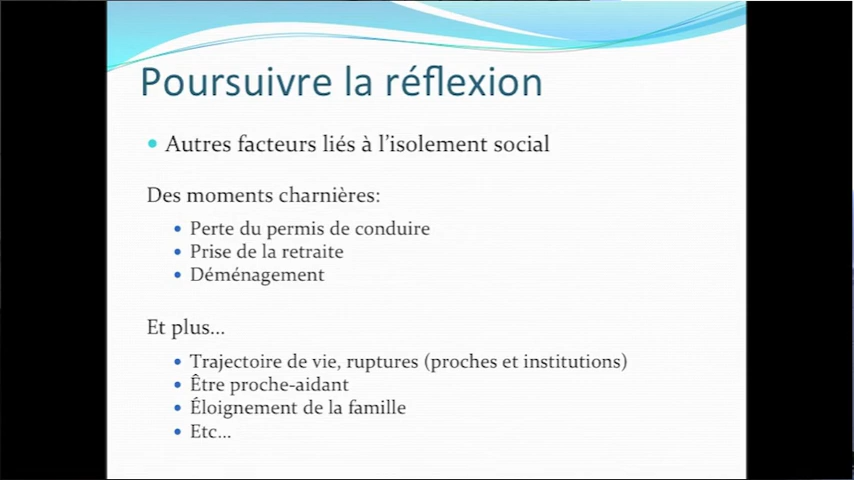 Poursuivre la réflexion
• Autres facteurs liés à l'isolement social
Des moments charnières:
• Perte du permis de conduire
• Prise de la retraite
• Déménagement
Et plus...
• Trajectoire de vie, ruptures (proches et institutions)
• Être proche-aidant
• Éloignement de la famille
• Etc...